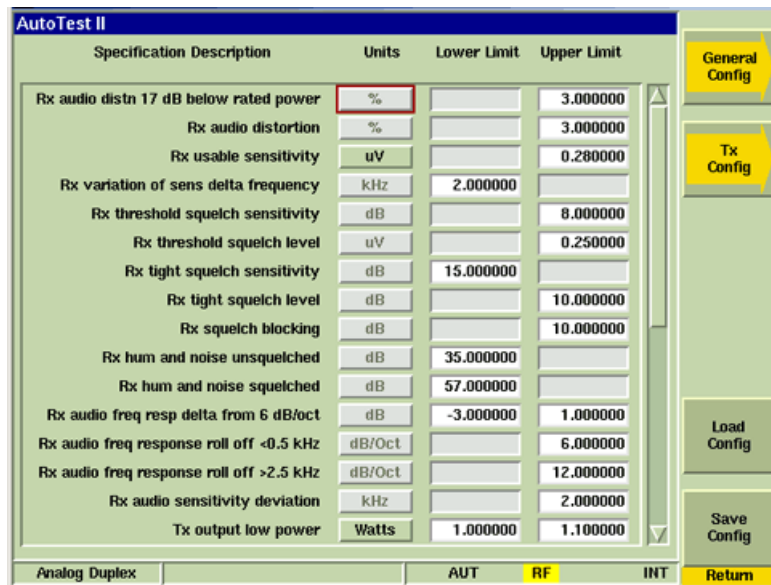 AutoTest II
Specification Description Units Lower Limit Upper Limit
Rx audio distn 17 dB below rated power % 3.000000
Rx audio distortion % 3.000000
Rx usable sensitivity uV 0.280000
Rx variation of sens delta frequency kHz 2.000000
Rx threshold squelch sensitivity dB 8.000000
Rx threshold squelch level uV 0.250000
Rx tight squelch sensitivity dB 15.000000
Rx tight squelch level dB 10.000000
Rx squelch blocking dB 10.000000
Rx hum and noise unsquelched dB 35.000000
Rx hum and noise squelched dB 57.000000
Rx audio freq resp delta from 6 dB/oct dB -3.000000 1.000000
Rx audio freq response roll off <0.5 kHz dB/Oct 6.000000
Rx audio freq response roll off >2.5 kHz dB/Oct 12.000000
Rx audio sensitivity deviation kHz 2.000000
Tx output low power Watts 1.000000 1.100000
Analog Duplex AUT RF INT
General
Config
Tx
Config
Load
Config
Save
Config
Return